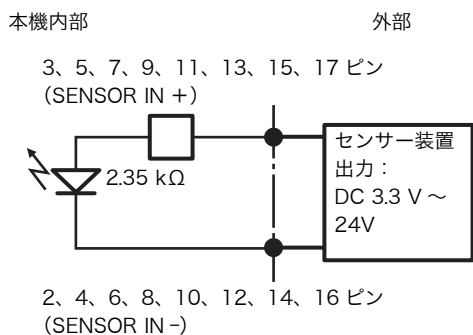 本機内部
外部
3、5、7、9、11、13、15、17 ピン
（SENSOR IN +）
2.35 kΩ
センサー装置
出力：
DC 3.3 V ～
24V
2、4、6、8、10、12、14、16 ピン
（SENSOR IN −）